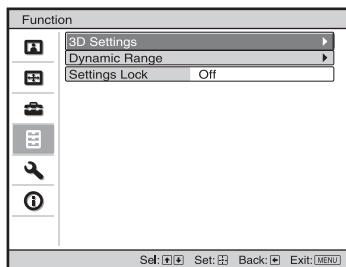 Function
3D Settings
Dynamic Range
Settings Lock Off
Sel: Set: Back: Exit: MENU